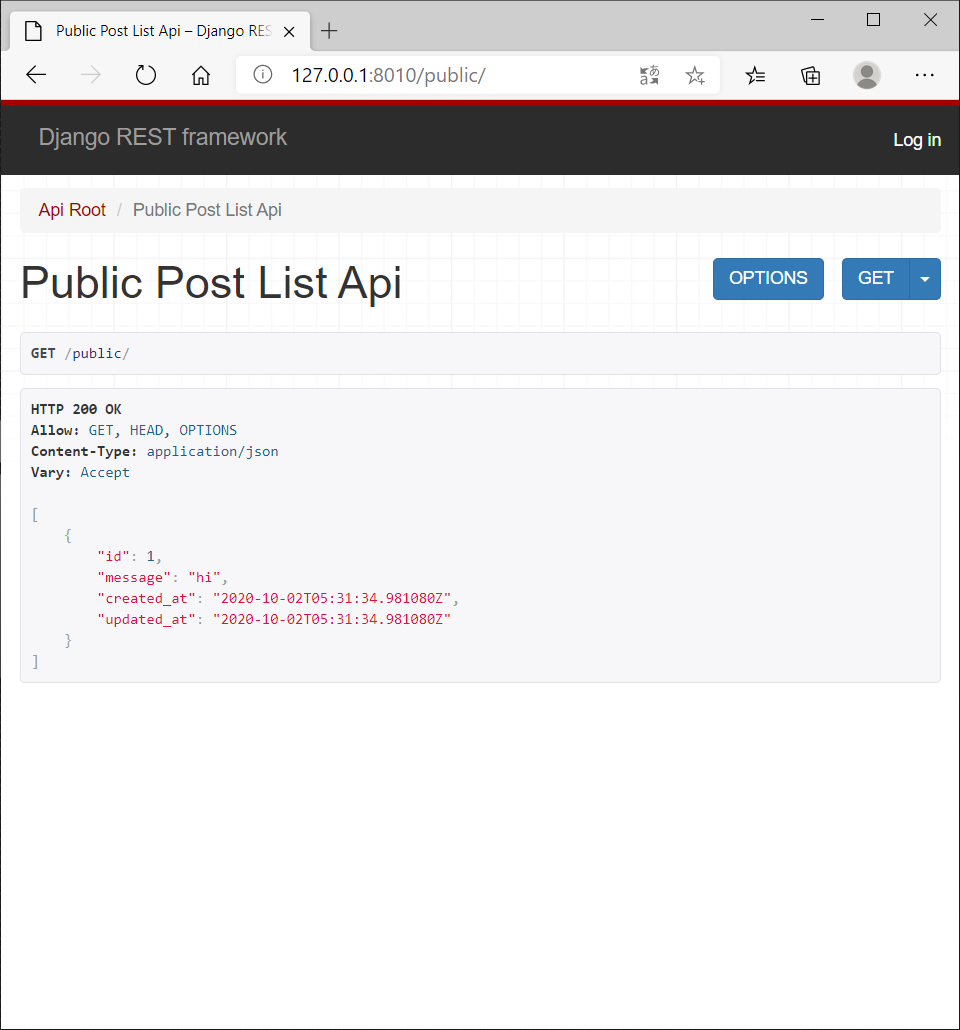 Public Post List Api – Django RES
127.0.0.1:8010/public/
Django REST framework
Log in
Api Root / Public Post List Api
Public Post List Api
OPTIONS
GET
GET /public/
HTTP 200 OK
Allow: GET, HEAD, OPTIONS
Content-Type: application/json
Vary: Accept
[
    {
        "id": 1,
        "message": "hi",
        "created_at": "2020-10-02T05:31:34.981080Z",
        "updated_at": "2020-10-02T05:31:34.981080Z"
    }
]